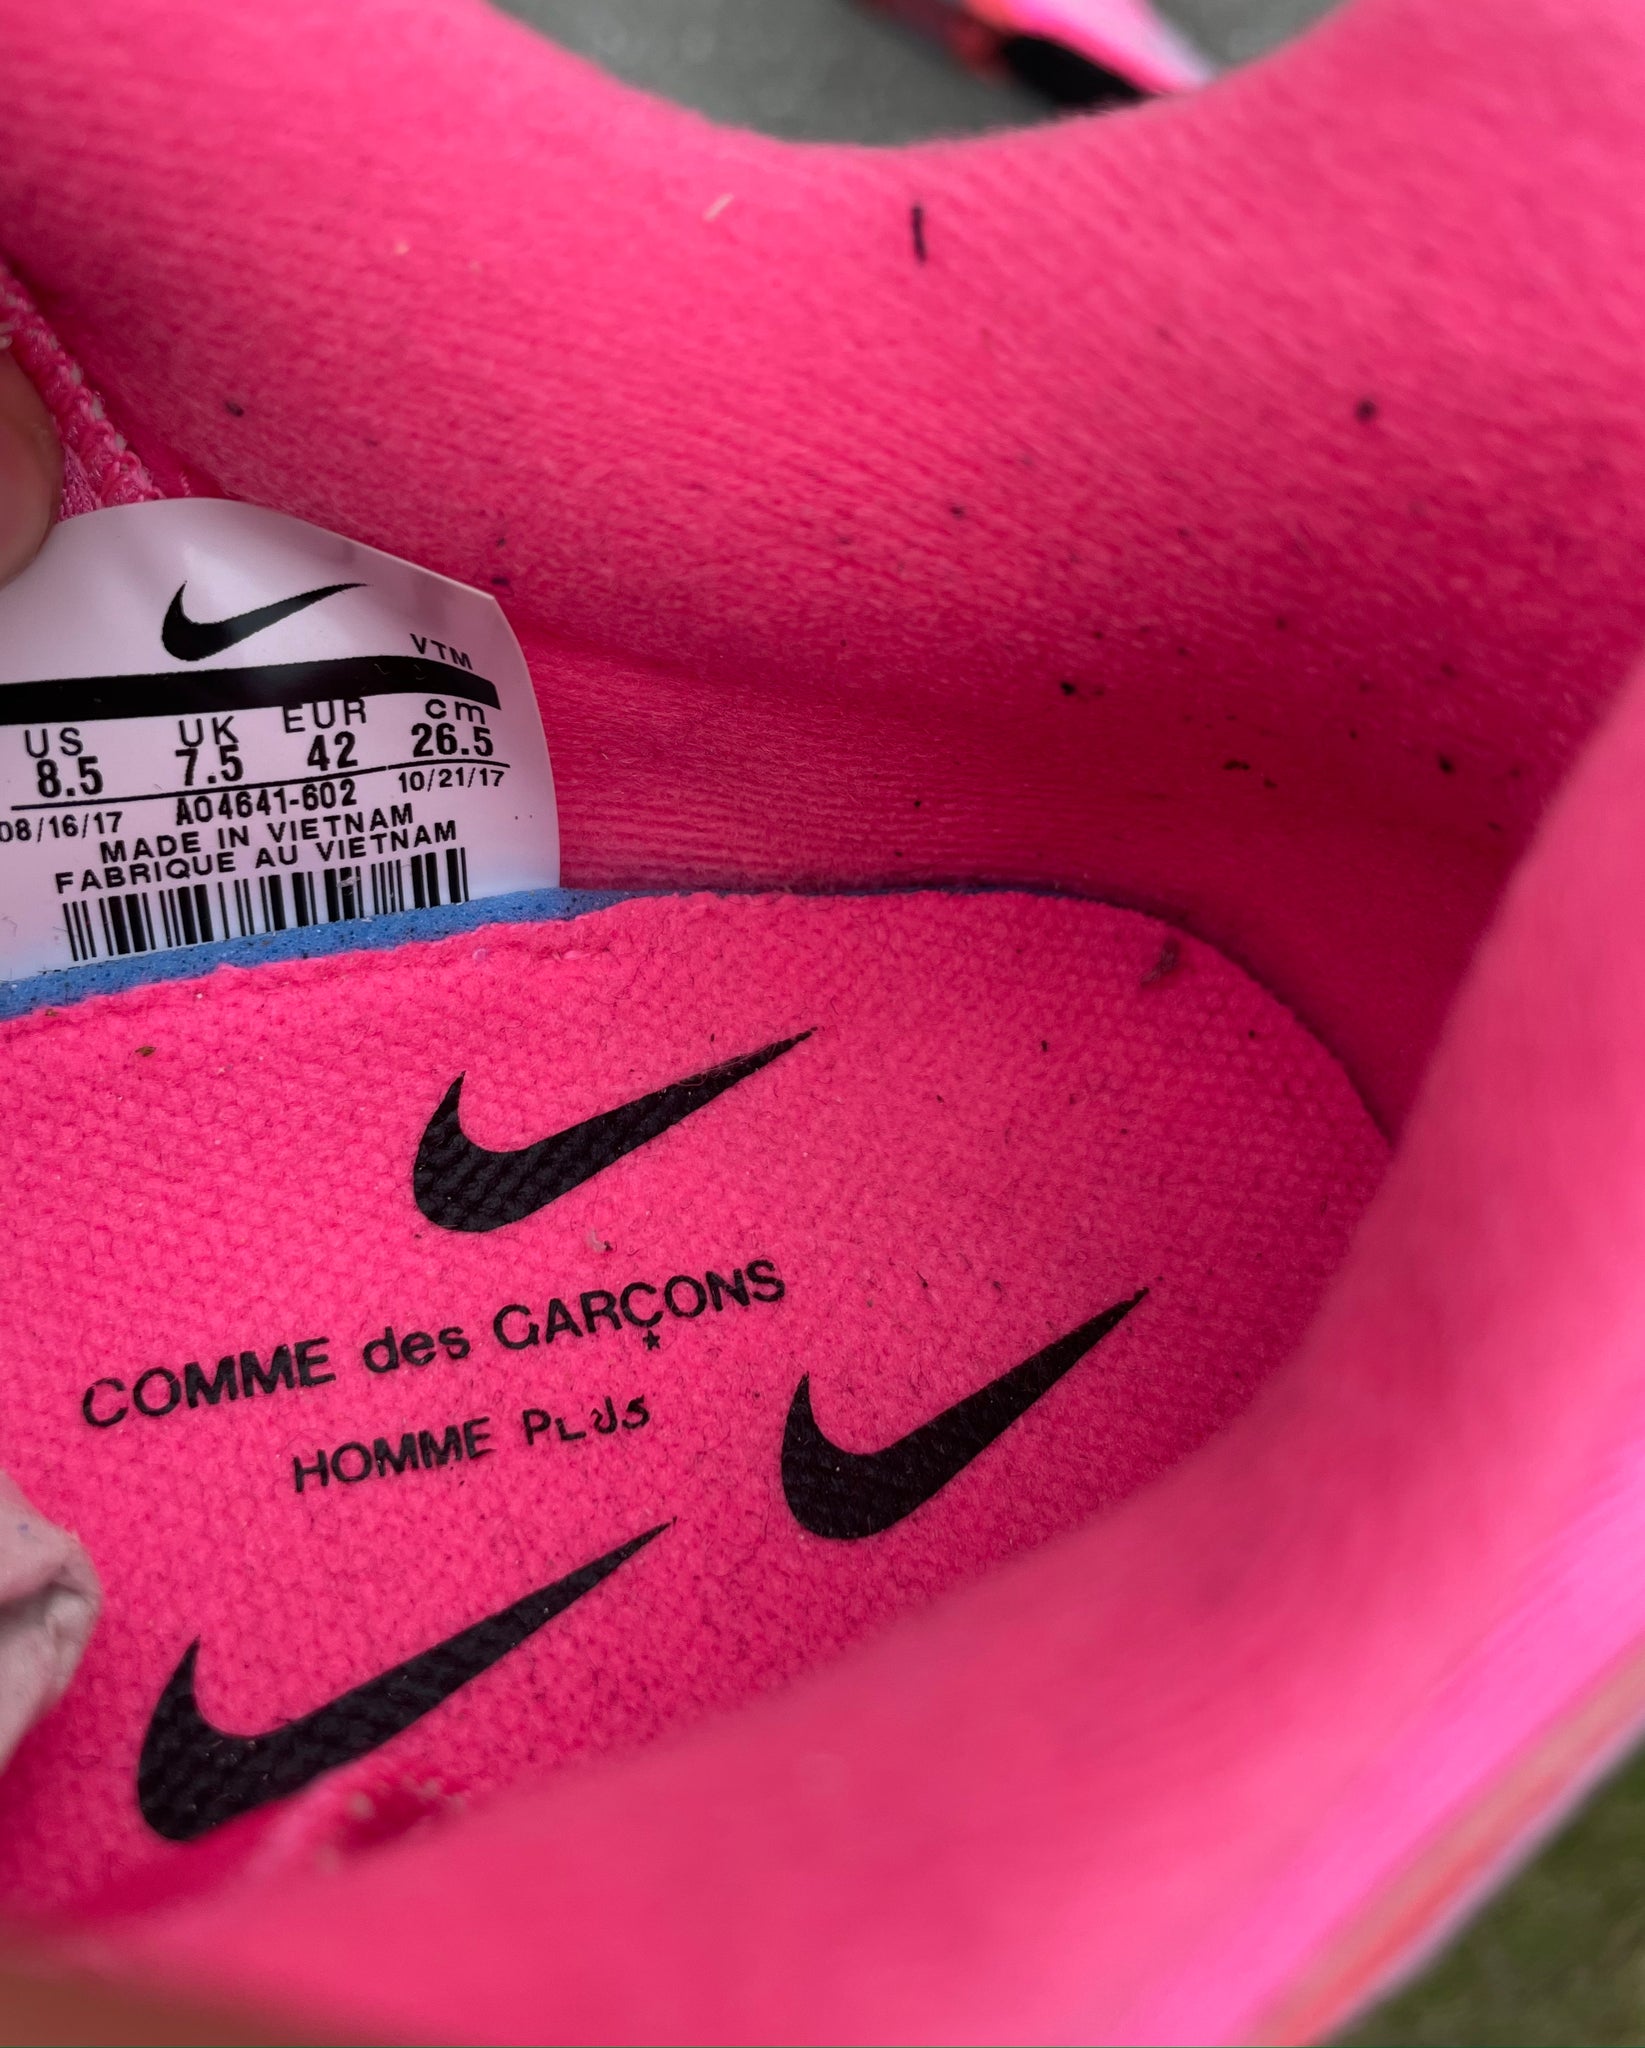 VTM
US UK EUR cm
8.5 7.5 42 26.5
08/16/17 AO4641-602 10/21/17
MADE IN VIETNAM
FABRIQUE AU VIETNAM
COMME des GARÇONS
HOMME PLUS